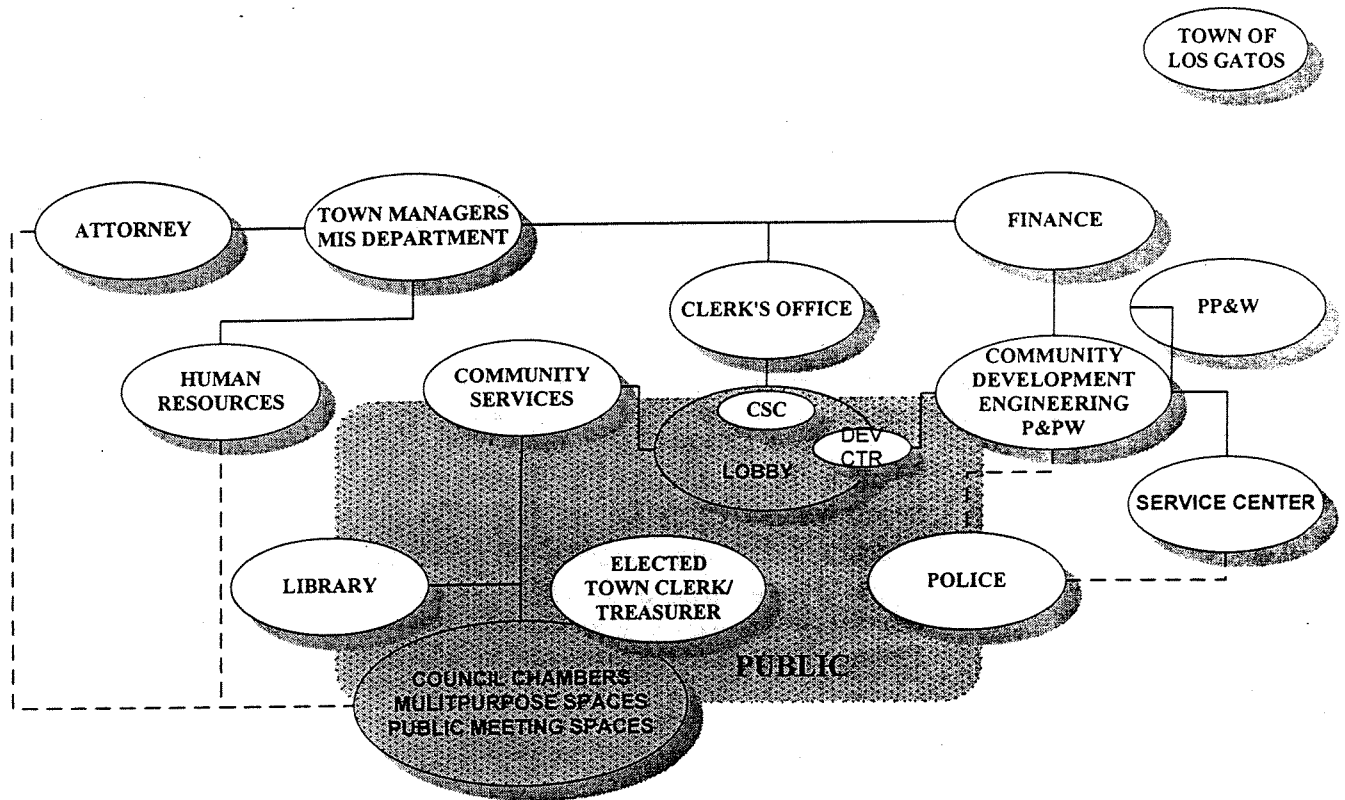 TOWN OF
LOS GATOS
ATTORNEY
TOWN MANAGERS
MIS DEPARTMENT
FINANCE
CLERK'S OFFICE
PP&W
HUMAN
RESOURCES
COMMUNITY
SERVICES
CSC
DEV
CTR
LOBBY
COMMUNITY
DEVELOPMENT
ENGINEERING
P&PW
SERVICE CENTER
LIBRARY
ELECTED
TOWN CLERK/
TREASURER
POLICE
PUBLIC
COUNCIL CHAMBERS
MULITPURPOSE SPACES
PUBLIC MEETING SPACES